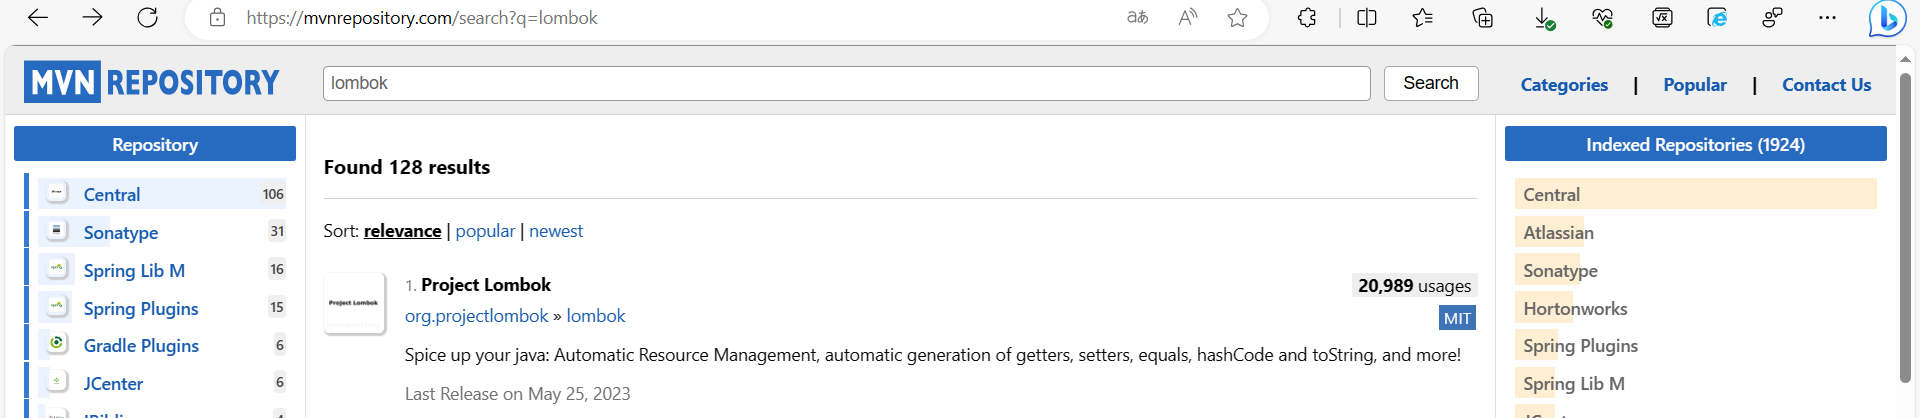 https://mvnrepository.com/search?q=lombok
MVN REPOSITORY
lombok
Search
Categories | Popular | Contact Us
Repository
Central 106
Sonatype 31
Spring Lib M 16
Spring Plugins 15
Gradle Plugins 6
JCenter 6
Found 128 results
Sort: relevance | popular | newest
Project Lombok
1. Project Lombok
20,989 usages
org.projectlombok » lombok
MIT
Spice up your java: Automatic Resource Management, automatic generation of getters, setters, equals, hashCode and toString, and more!
Last Release on May 25, 2023
Indexed Repositories (1924)
Central
Atlassian
Sonatype
Hortonworks
Spring Plugins
Spring Lib M